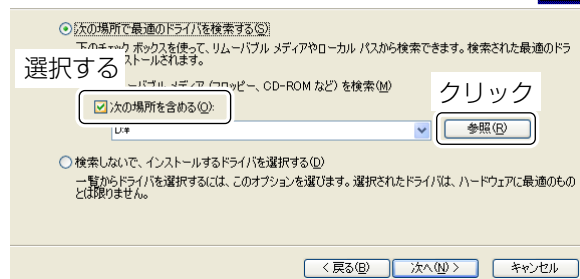 次の場所で最適のドライバを検索する(S)
下のチェック ボックスを使って、リムーバブル メディアやローカル パスから検索できます。検索された最適のドラ
ストールされます。
選択する
ーバブル メディア (フロッピー、CD-ROM など) を検索(M)
クリック
次の場所を含める(O):
D:¥
参照(R)
検索しないで、インストールするドライバを選択する(D)
一覧からドライバを選択するには、このオプションを選びます。選択されたドライバは、ハードウェアに最適のもの
とは限りません。
< 戻る(B)
次へ(N) >
キャンセル